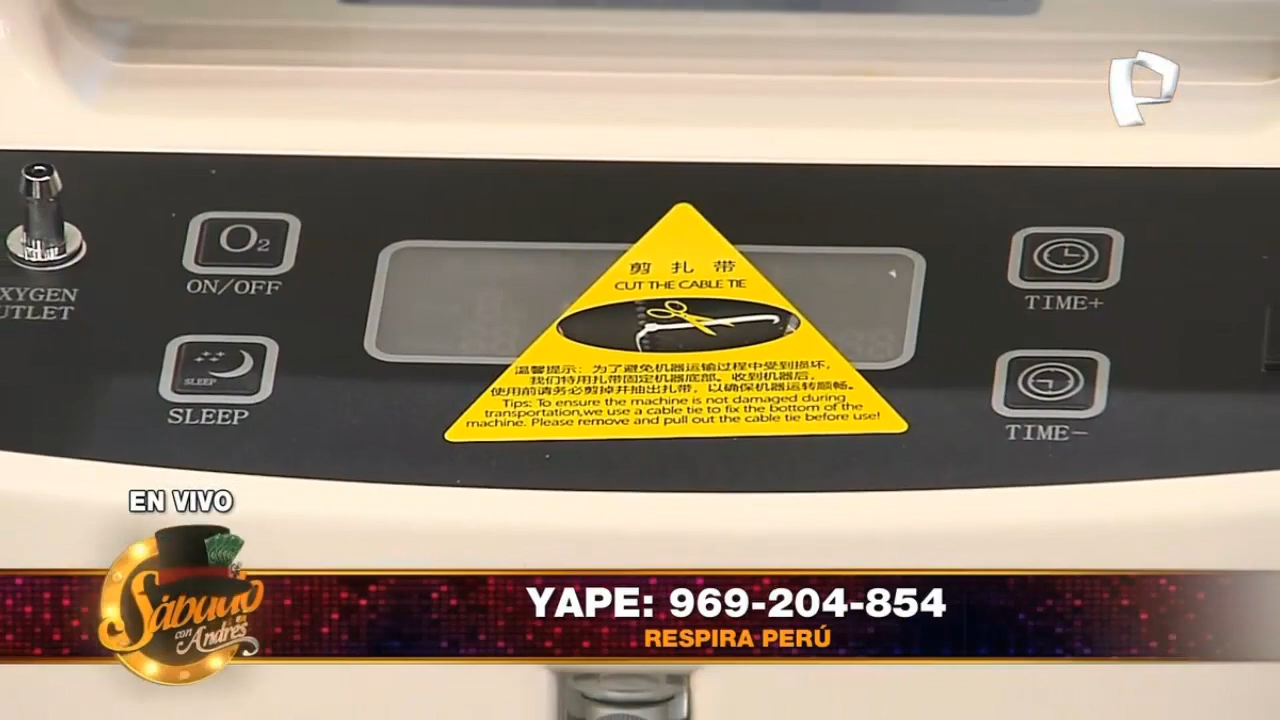 O2
ON/OFF
XYGEN
UTLET
SLEEP
SLEEP
剪 扎 带
CUT THE CABLE TIE
温馨提示：为了避免机器运输过程中受到损坏，
我们特用扎带固定机器底部。收到机器后，
使用前请务必剪掉并抽出扎带，以确保机器运转顺畅。
Tips: To ensure the machine is not damaged during
transportation,we use a cable tie to fix the bottom of the
machine. Please remove and pull out the cable tie before use!
TIME+
TIME-
EN VIVO
Sábado
con
Andrés
YAPE: 969-204-854
RESPIRA PERÚ